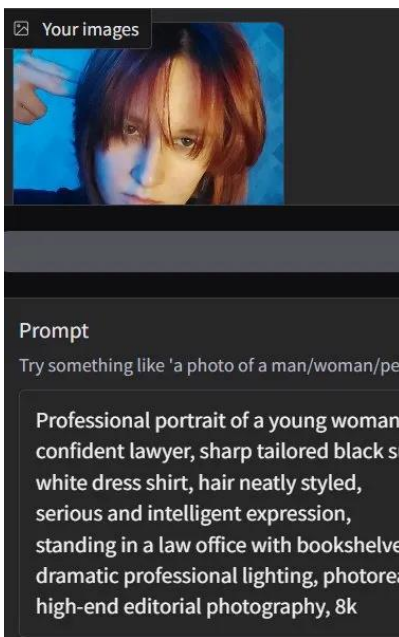 Your images
Prompt
Try something like 'a photo of a man/woman/pe
Professional portrait of a young woman
confident lawyer, sharp tailored black s
white dress shirt, hair neatly styled,
serious and intelligent expression,
standing in a law office with bookshelve
dramatic professional lighting, photorea
high-end editorial photography, 8k